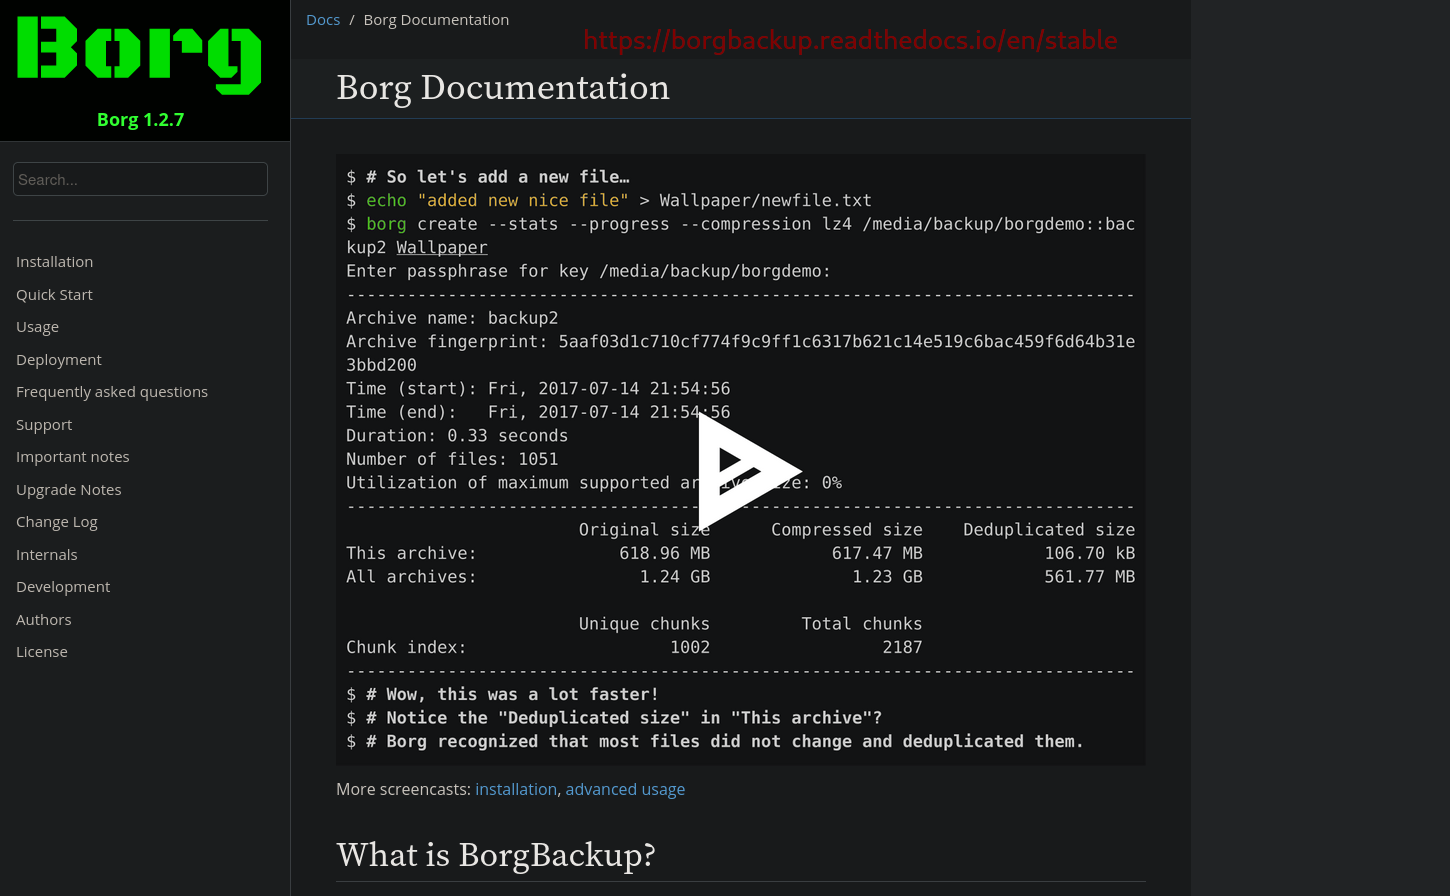 Borg
Borg 1.2.7
Search...
Installation
Quick Start
Usage
Deployment
Frequently asked questions
Support
Important notes
Upgrade Notes
Change Log
Internals
Development
Authors
License
Docs / Borg Documentation
https://borgbackup.readthedocs.io/en/stable
Borg Documentation
$ # So let's add a new file…
$ echo "added new nice file" > Wallpaper/newfile.txt
$ borg create --stats --progress --compression lz4 /media/backup/borgdemo::bac
kup2 Wallpaper
Enter passphrase for key /media/backup/borgdemo:
------------------------------------------------------------------------------
Archive name: backup2
Archive fingerprint: 5aaf03d1c710cf774f9c9ff1c6317b621c14e519c6bac459f6d64b31e
3bbd200
Time (start): Fri, 2017-07-14 21:54:56
Time (end):   Fri, 2017-07-14 21:54:56
Duration: 0.33 seconds
Number of files: 1051
Utilization of maximum supported archive size: 0%
------------------------------------------------------------------------------
Original size Compressed size Deduplicated size
This archive: 618.96 MB 617.47 MB 106.70 kB
All archives: 1.24 GB 1.23 GB 561.77 MB
Unique chunks Total chunks
Chunk index: 1002 2187
------------------------------------------------------------------------------
$ # Wow, this was a lot faster!
$ # Notice the "Deduplicated size" in "This archive"?
$ # Borg recognized that most files did not change and deduplicated them.
More screencasts: installation, advanced usage
What is BorgBackup?